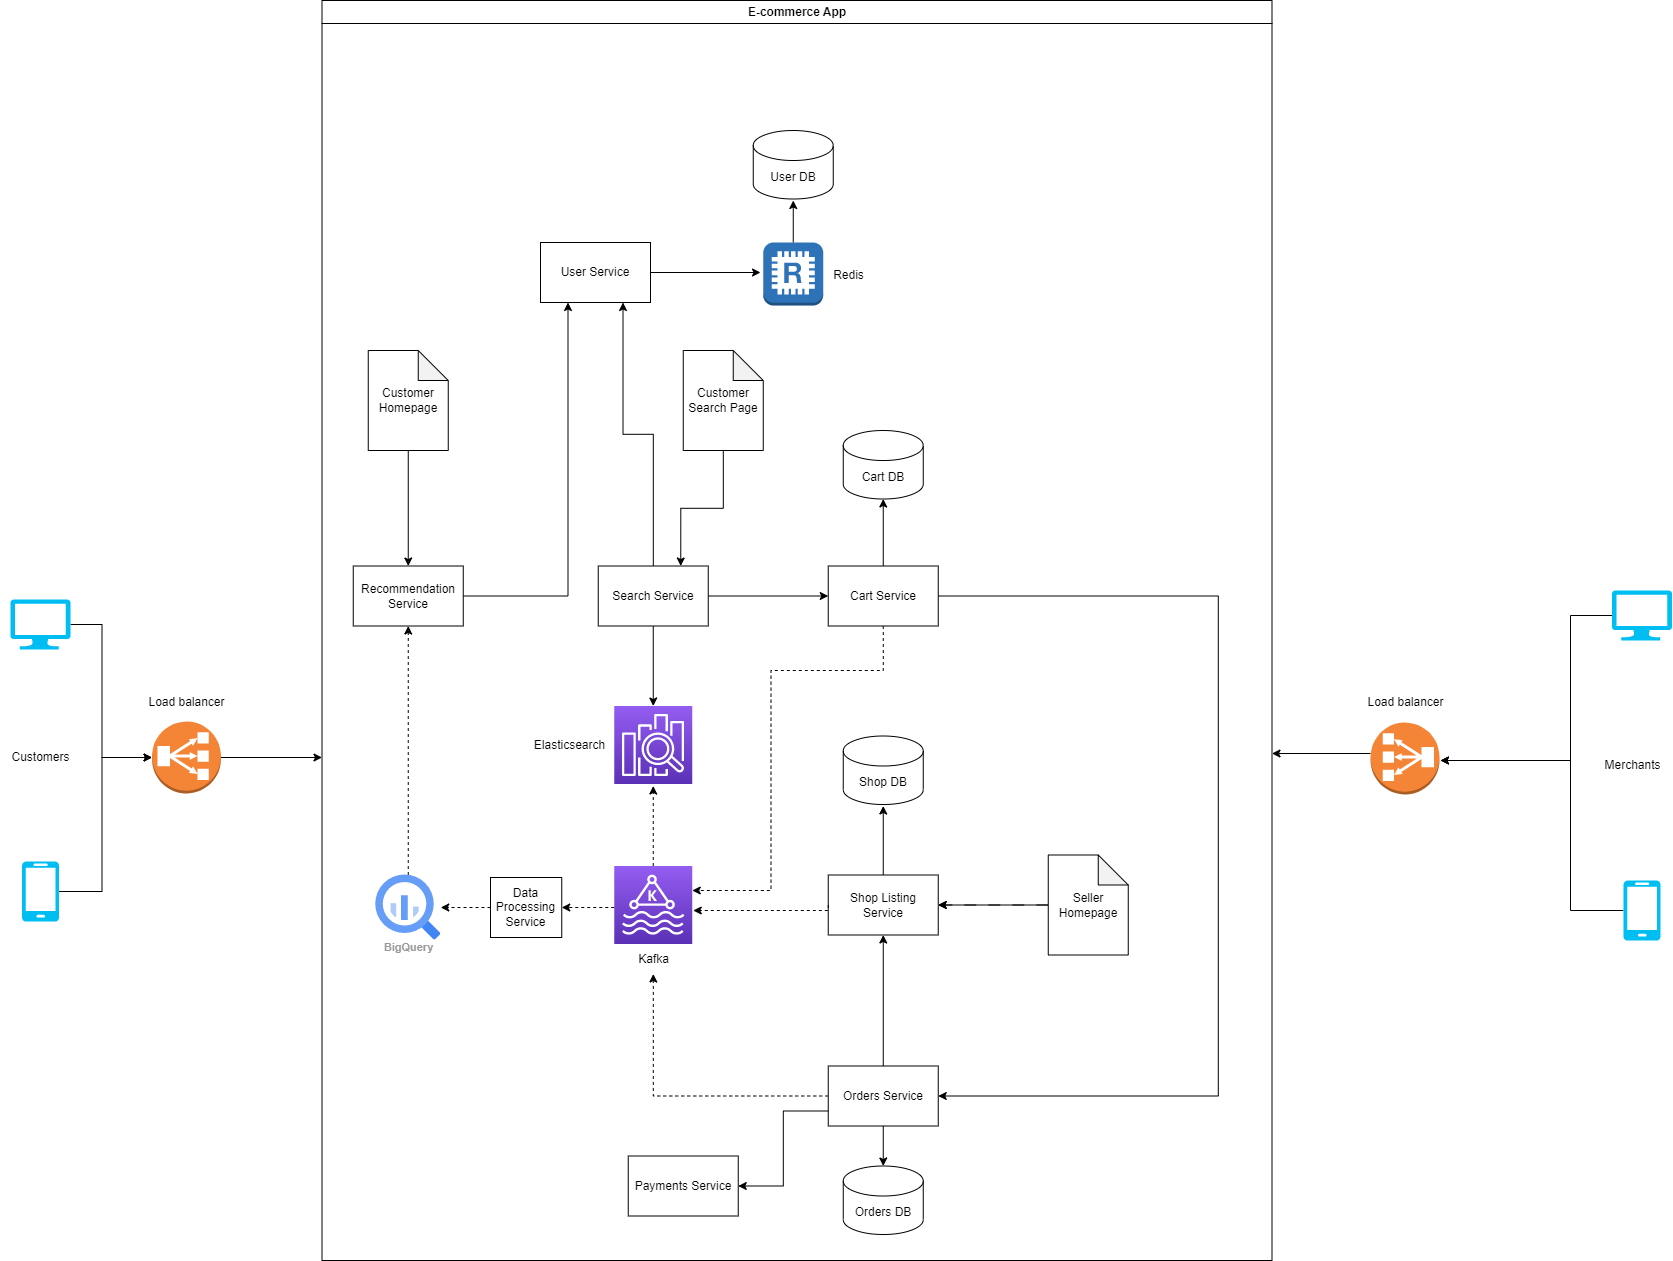 E-commerce App
User DB
User Service
Redis
Customer
Homepage
Customer
Search Page
Cart DB
Recommendation
Service
Search Service
Cart Service
Load balancer
Customers
Elasticsearch
Shop DB
Load balancer
Merchants
BigQuery
Data
Processing
Service
K
Kafka
Shop Listing
Service
Seller
Homepage
Orders Service
Payments Service
Orders DB
R